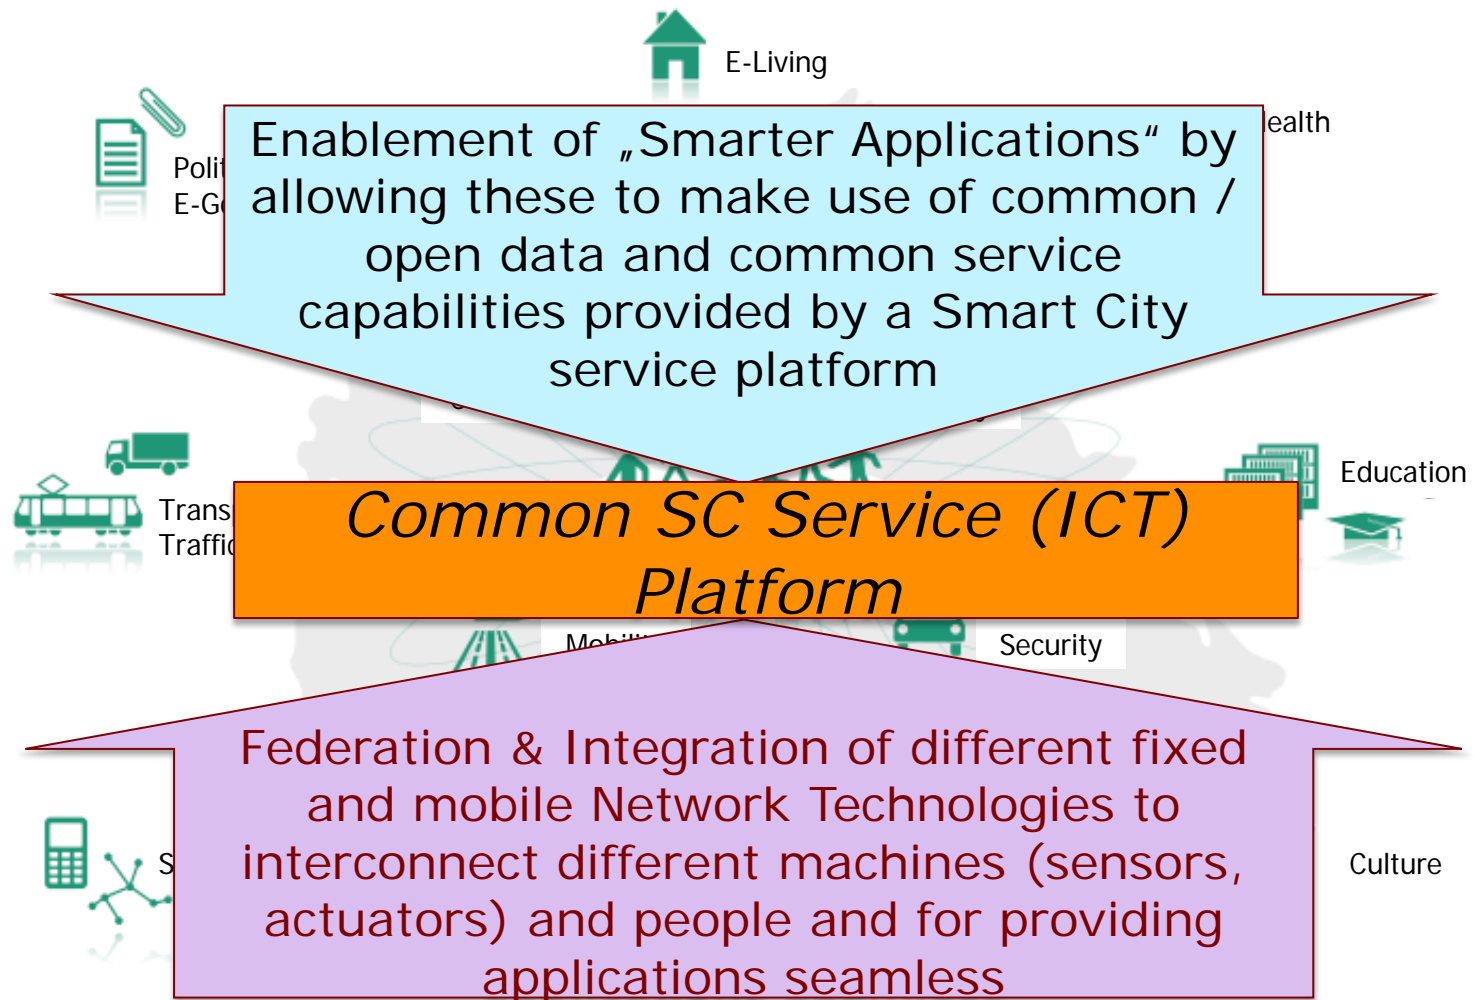 E-Living
ealth
Enablement of „Smarter Applications“ by
allowing these to make use of common /
open data and common service
capabilities provided by a Smart City
service platform
Polit
E-G
Education
Trans
Traffic
Common SC Service (ICT)
Platform
Mobili
Security
Federation & Integration of different fixed
and mobile Network Technologies to
interconnect different machines (sensors,
actuators) and people and for providing
applications seamless
S
Culture